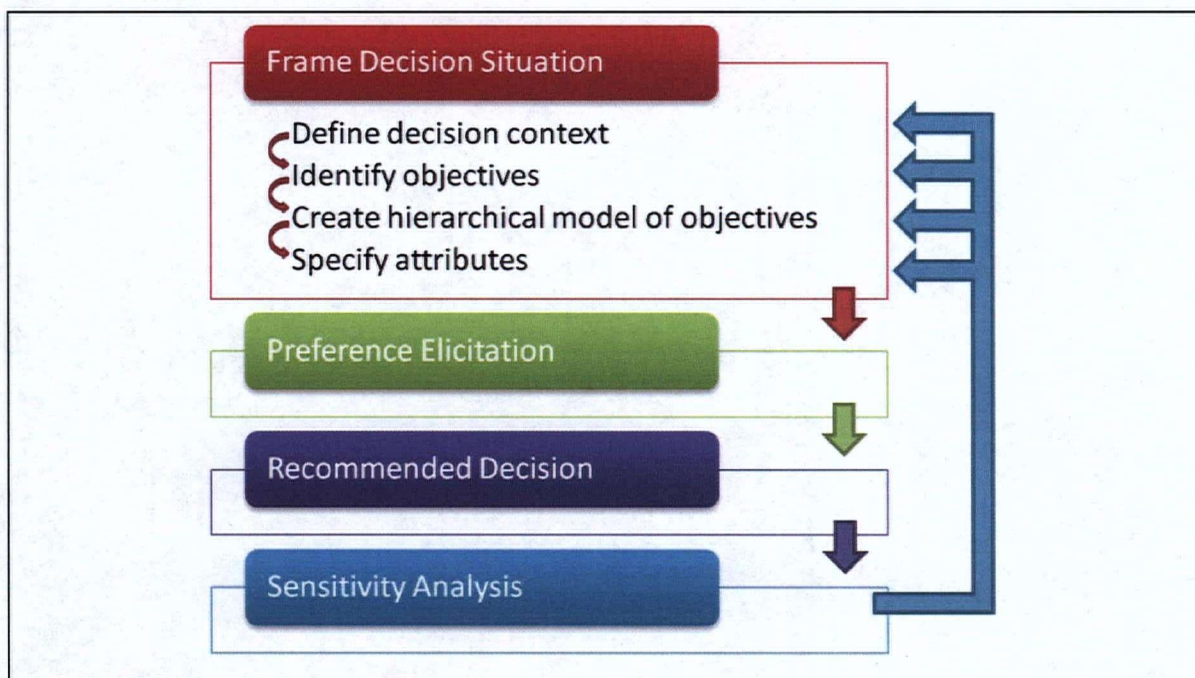 Frame Decision Situation
Define decision context
Identify objectives
Create hierarchical model of objectives
Specify attributes
Preference Elicitation
Recommended Decision
Sensitivity Analysis